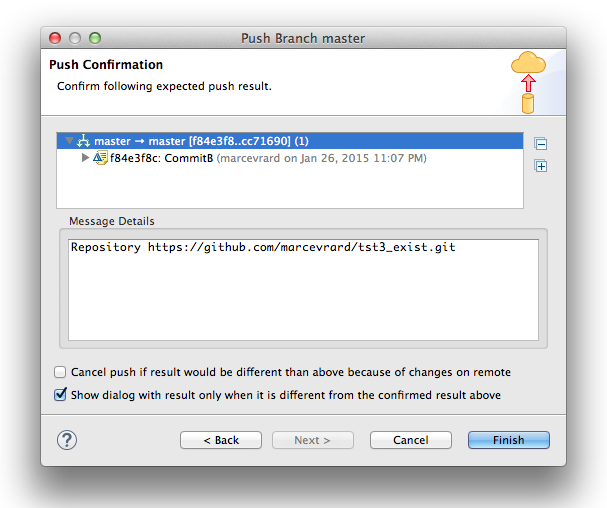 Push Branch master
Push Confirmation
Confirm following expected push result.
master → master [f84e3f8..cc71690] (1)
f84e3f8c: CommitB (marcevrard on Jan 26, 2015 11:07 PM)
Message Details
Repository https://github.com/marcevrard/tst3_exist.git
Cancel push if result would be different than above because of changes on remote
Show dialog with result only when it is different from the confirmed result above
?
< Back
Next >
Cancel
Finish